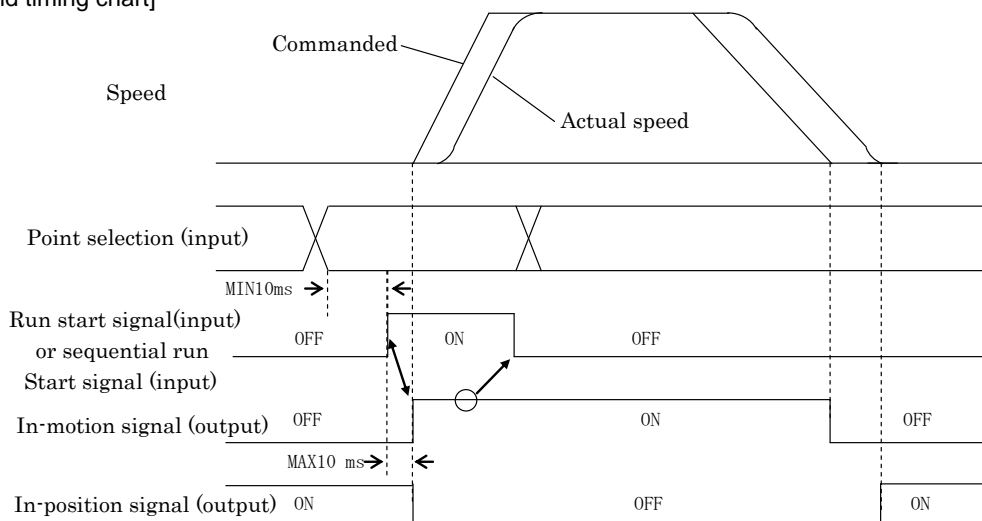 nd timing chart]
Commanded
Speed
Actual speed
Point selection (input)
MIN10ms
Run start signal(input)
or sequential run
Start signal (input)
OFF
ON
OFF
In-motion signal (output)
OFF
ON
OFF
MAX10 ms
In-position signal (output)
ON
OFF
ON